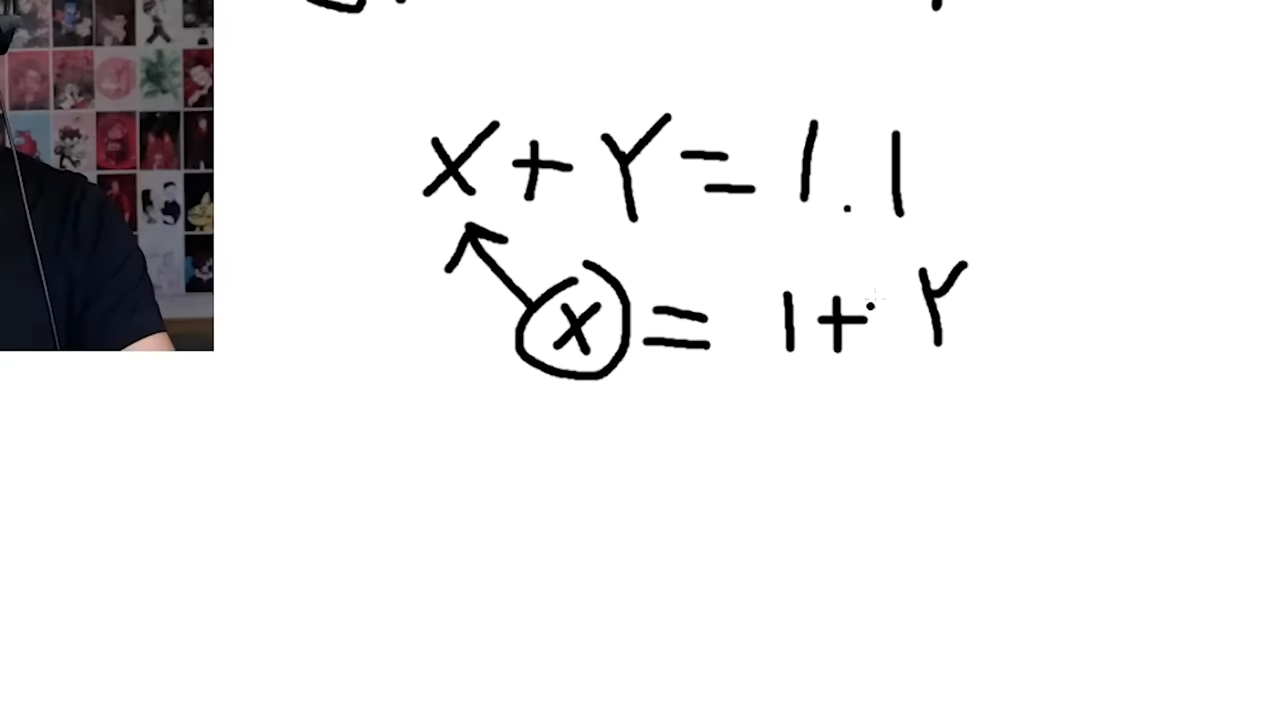 X + Y = 1.1
X = 1 + Y